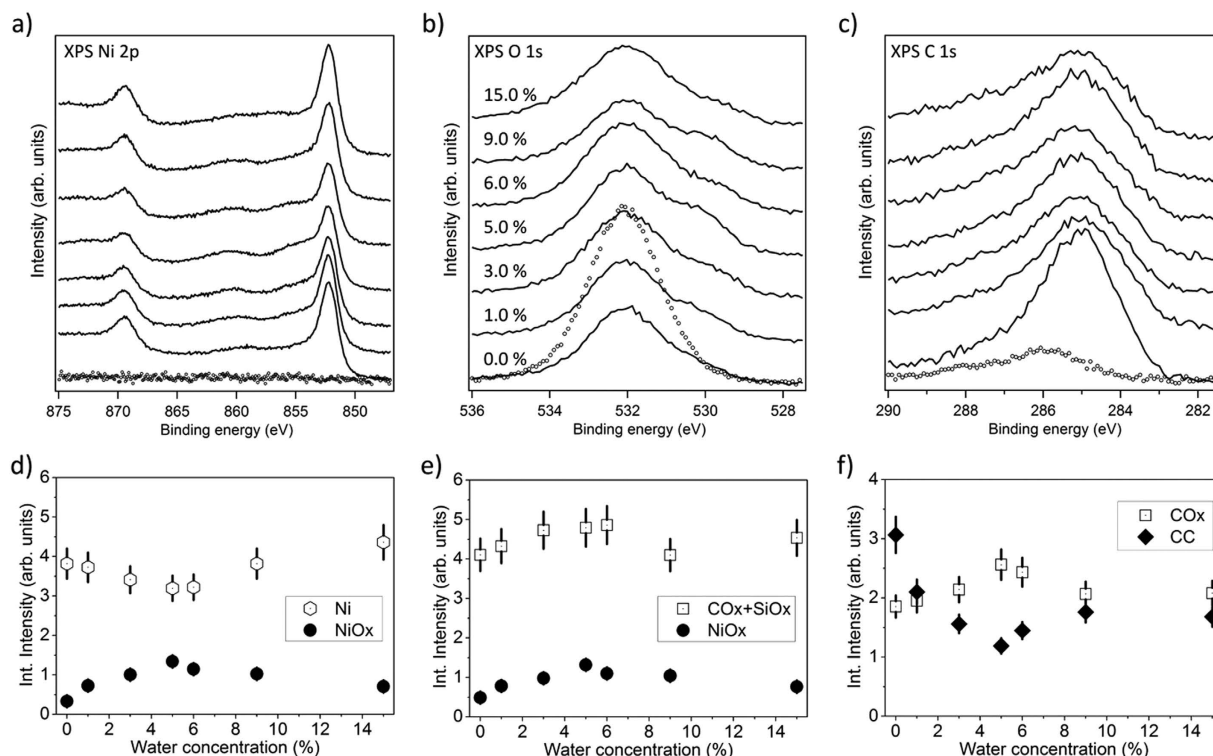 a)
XPS Ni 2p
Intensity (arb. units)
875 870 865 860 855 850
Binding energy (eV)
b)
XPS O 1s
15.0 %
9.0 %
6.0 %
5.0 %
3.0 %
1.0 %
0.0 %
Intensity (arb. units)
536 534 532 530 528
Binding energy (eV)
c)
XPS C 1s
Intensity (arb. units)
290 288 286 284 282
Binding energy (eV)
d)
Int. Intensity (arb. units)
6
5
4
3
2
1
0
Ni
NiOx
0 2 4 6 8 10 12 14
Water concentration (%)
e)
Int. Intensity (arb. units)
6
5
4
3
2
1
0
COx+SiOx
NiOx
0 2 4 6 8 10 12 14
Water concentration (%)
f)
Int. Intensity (arb. units)
4
3
2
1
0
COx
CC
0 2 4 6 8 10 12 14
Water concentration (%)